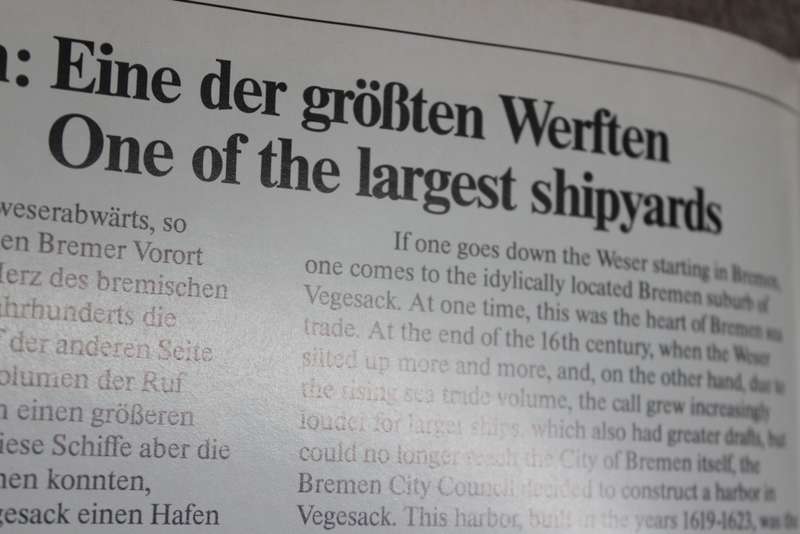 : Eine der größten Werften
One of the largest shipyards
weserabwärts, so
en Bremer Vorort
Herz des bremischen
ahrhunderts die
f der anderen Seite
olumen der Ruf
n einen größeren
iese Schiffe aber die
nen konnten,
gesack einen Hafen
If one goes down the Weser starting in Bremen,
one comes to the idylically located Bremen suburb of
Vegesack. At one time, this was the heart of Bremen sea
trade. At the end of the 16th century, when the Weser
silted up more and more, and, on the other hand, due to
the rising sea trade volume, the call grew increasingly
louder for larger ships, which also had greater drafts, but
could no longer reach the City of Bremen itself, the
Bremen City Council decided to construct a harbor in
Vegesack. This harbor, built in the years 1619-1623, was the